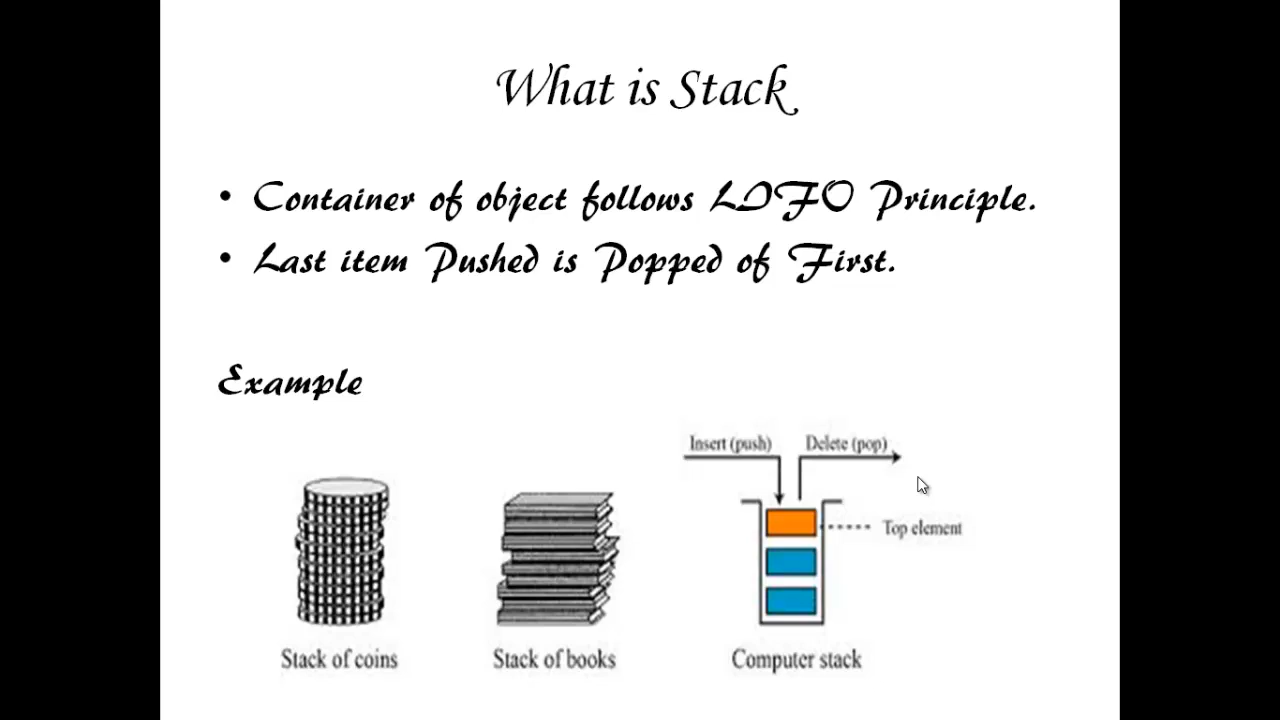 What is Stack
• Container of object follows LIFO Principle.
• Last item Pushed is Popped of First.
Example
Insert (push) Delete (pop)
Top element
Stack of coins Stack of books Computer stack